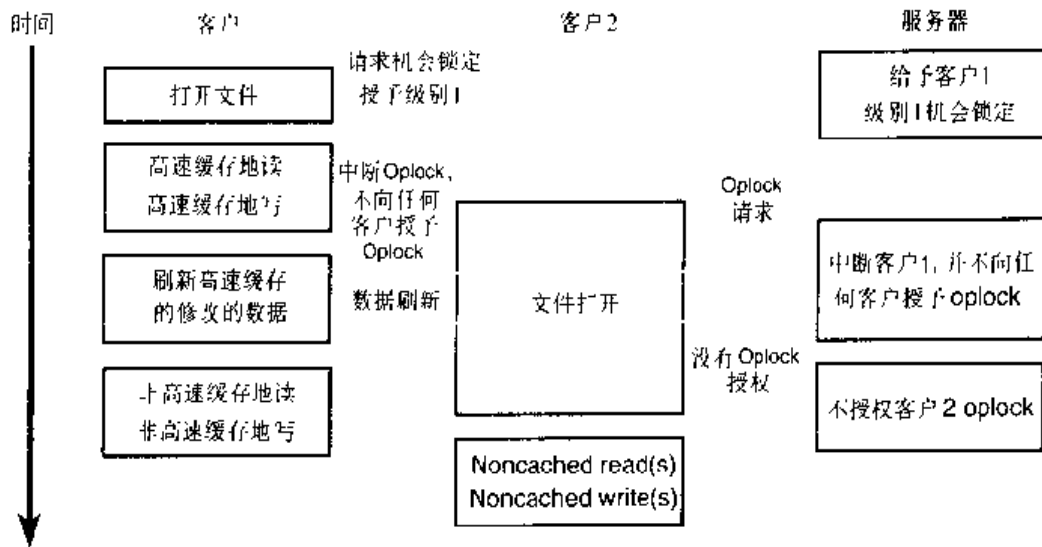 时间
客户
客户2
服务器
打开文件
请求机会锁定
授予级别1
给予客户1
级别1机会锁定
高速缓存地读
高速缓存地写
中断Oplock，
不向任何
客户授予
Oplock
Oplock
请求
刷新高速缓存
的修改的数据
数据刷新
文件打开
中断客户1, 并不向任
何客户授予oplock
没有Oplock
授权
非高速缓存地读
非高速缓存地写
不授权客户2 oplock
Noncached read(s)
Noncached write(s)